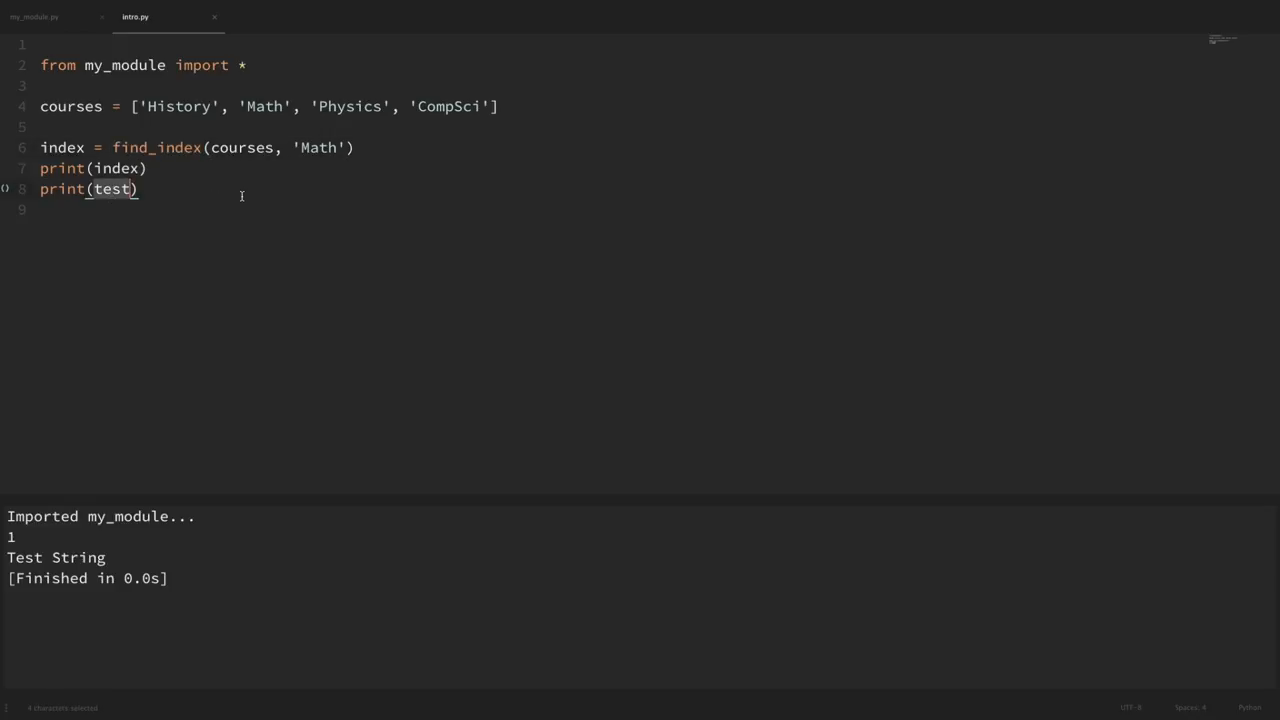 my_module.py × intro.py ×
1
2 from my_module import *
3
4 courses = ['History', 'Math', 'Physics', 'CompSci']
5
6 index = find_index(courses, 'Math')
7 print(index)
() 8 print(test)
9
Imported my_module...
1
Test String
[Finished in 0.0s]
4 characters selected UTF-8 Spaces: 4 Python